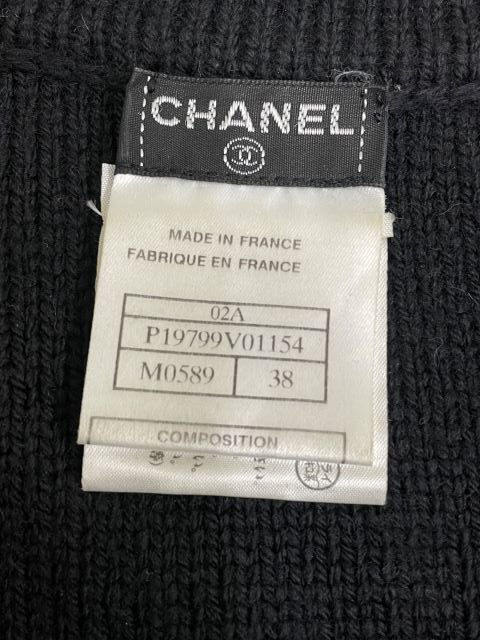 CHANEL
MADE IN FRANCE
FABRIQUE EN FRANCE
02A
P19799V01154
M0589 38
COMPOSITION